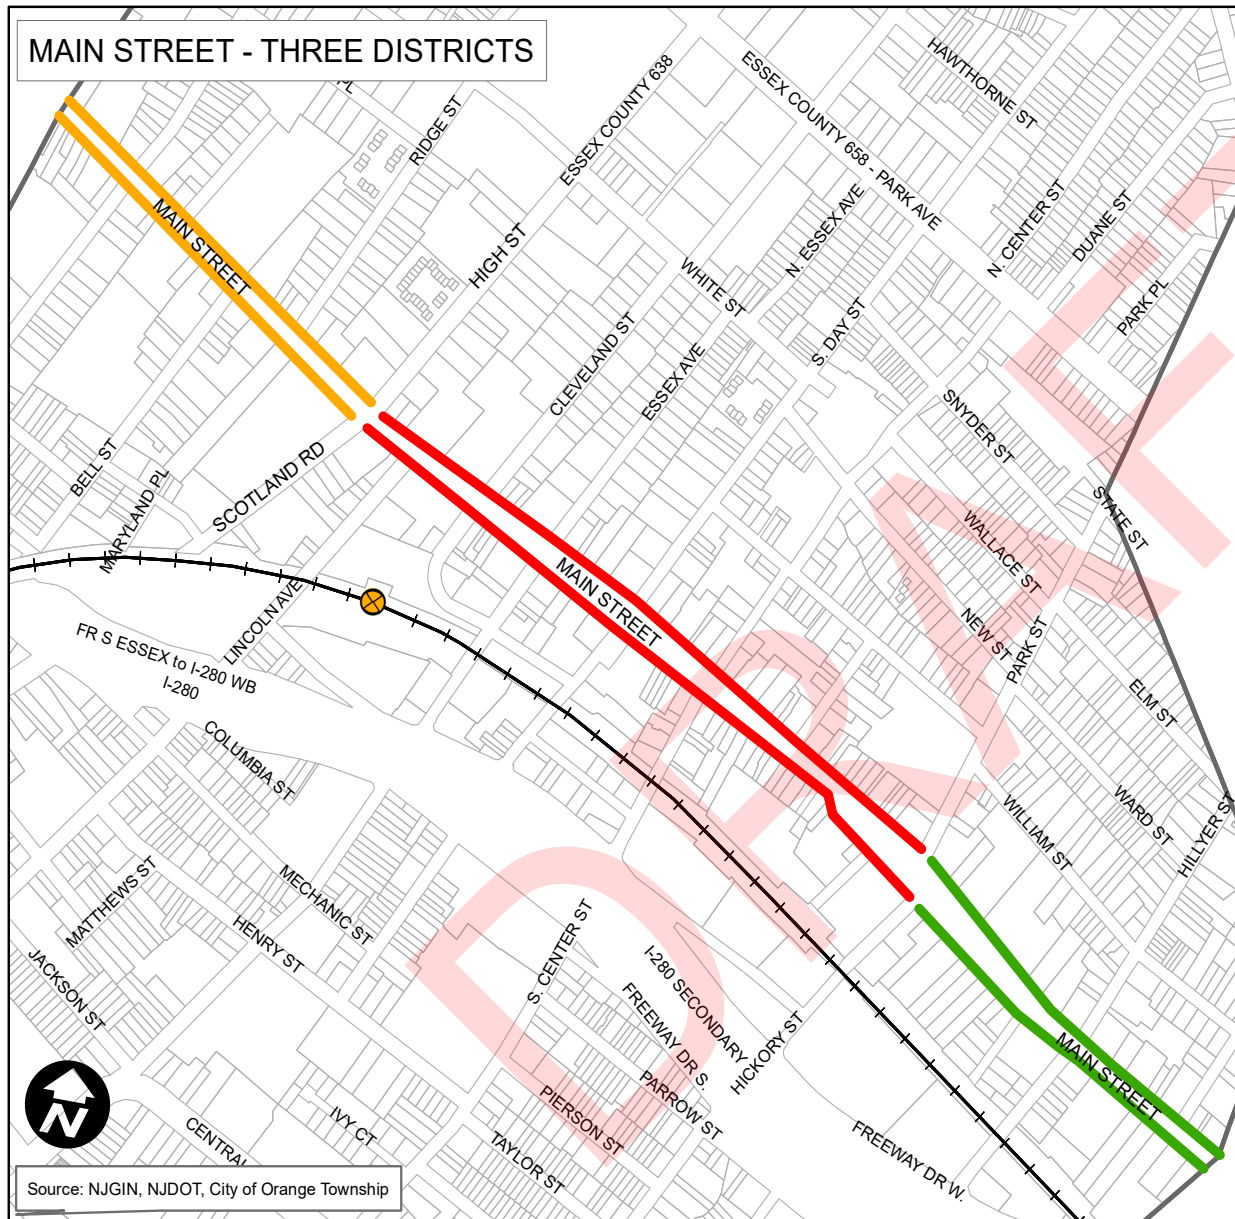 MAIN STREET - THREE DISTRICTS
PL
RIDGE ST
ESSEX COUNTY 638
HAWTHORNE ST
ESSEX COUNTY 658 - PARK AVE
MAIN STREET
HIGH ST
N. ESSEX AVE
N. CENTER ST
DUANE ST
WHITE ST
PARK PL
S. DAY ST
CLEVELAND ST
ESSEX AVE
SNYDER ST
BELL ST
MARYLAND PL
SCOTLAND RD
STATE ST
WALLACE ST
MAIN STREET
LINCOLN AVE
NEW ST
PARK ST
FR S ESSEX to I-280 WB
I-280
ELM ST
COLUMBIA ST
WARD ST
WILLIAM ST
HILLYER ST
MATTHEWS ST
MECHANIC ST
HENRY ST
JACKSON ST
S. CENTER ST
I-280 SECONDARY
FREEWAY DR S.
HICKORY ST
MAIN STREET
PARROW ST
PIERSON ST
IVY CT
CENTRAL
TAYLOR ST
FREEWAY DR W.
N
Source: NJGIN, NJDOT, City of Orange Township
DRAFT